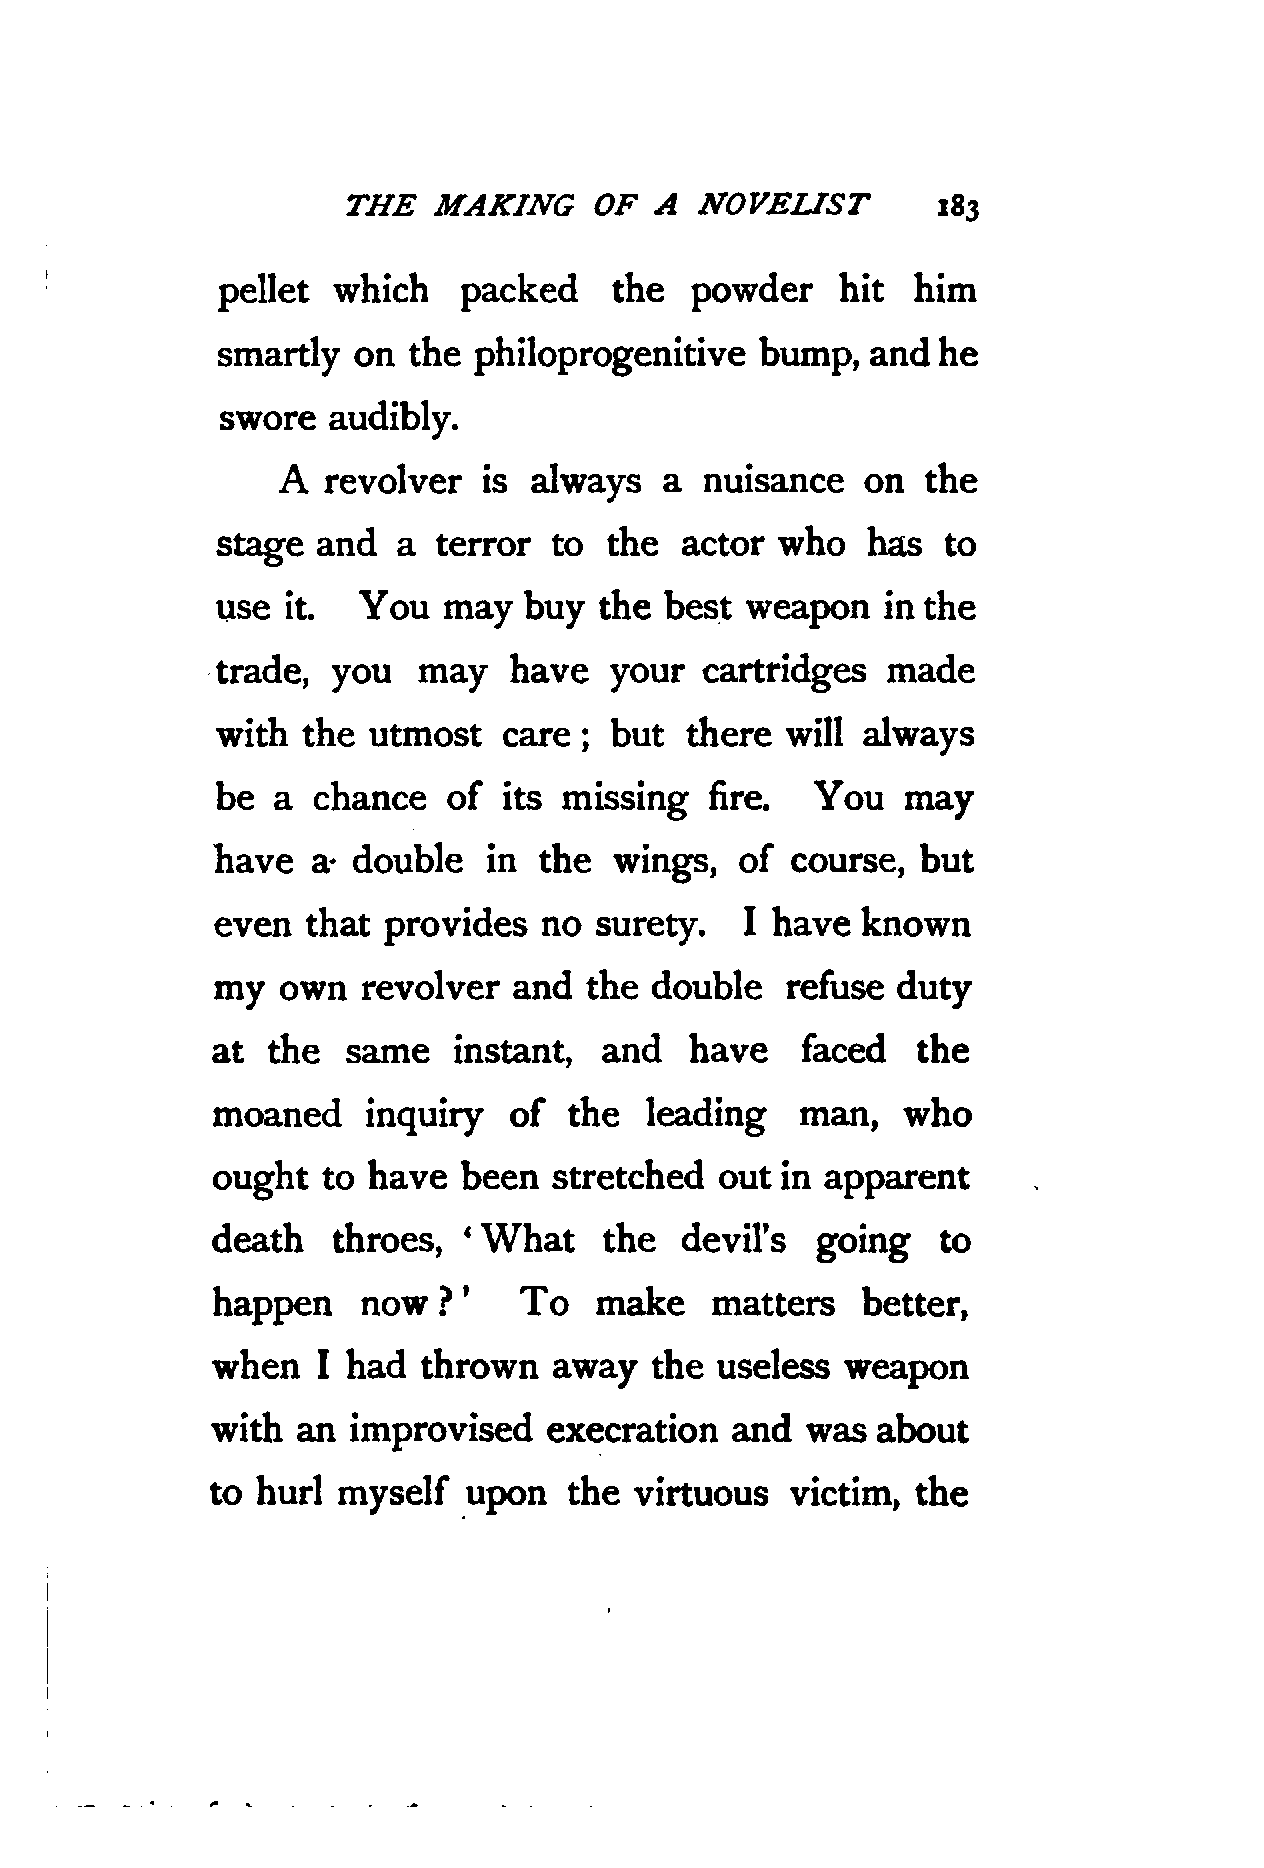 THE MAKING OF A NOVELIST 183
pellet which packed the powder hit him
smartly on the philoprogenitive bump, and he
swore audibly.
A revolver is always a nuisance on the
stage and a terror to the actor who has to
use it. You may buy the best weapon in the
trade, you may have your cartridges made
with the utmost care ; but there will always
be a chance of its missing fire. You may
have a double in the wings, of course, but
even that provides no surety. I have known
my own revolver and the double refuse duty
at the same instant, and have faced the
moaned inquiry of the leading man, who
ought to have been stretched out in apparent
death throes, ‘ What the devil’s going to
happen now ? ’ To make matters better,
when I had thrown away the useless weapon
with an improvised execration and was about
to hurl myself upon the virtuous victim, the